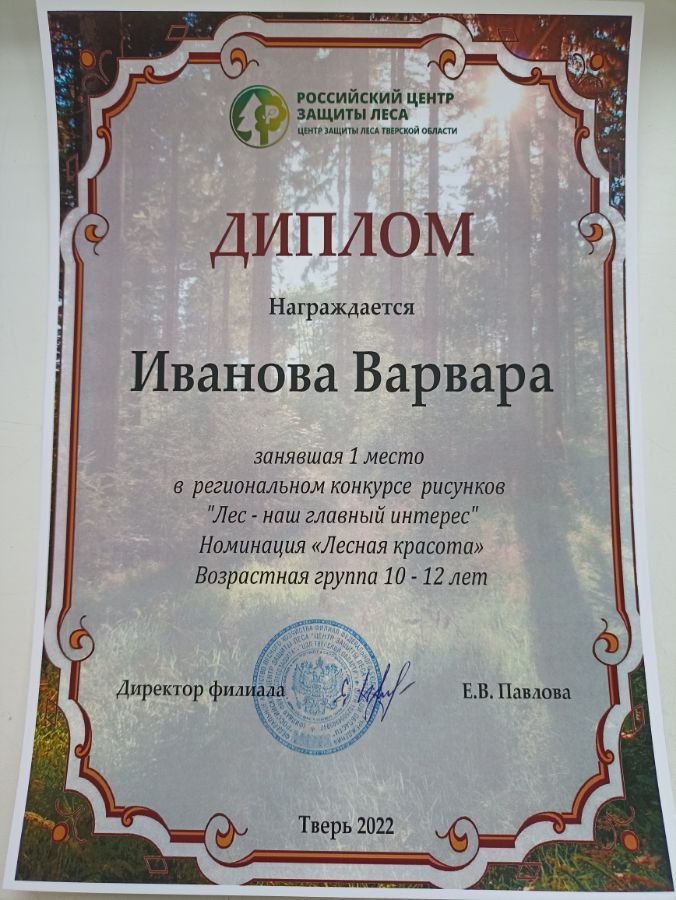 РОССИЙСКИЙ ЦЕНТР
ЗАЩИТЫ ЛЕСА
ЦЕНТР ЗАЩИТЫ ЛЕСА ТВЕРСКОЙ ОБЛАСТИ
ДИПЛОМ
Награждается
Иванова Варвара
занявшая 1 место
в региональном конкурсе рисунков
"Лес - наш главный интерес"
Номинация «Лесная красота»
Возрастная группа 10 - 12 лет
Директор филиала
Е.В. Павлова
Тверь 2022